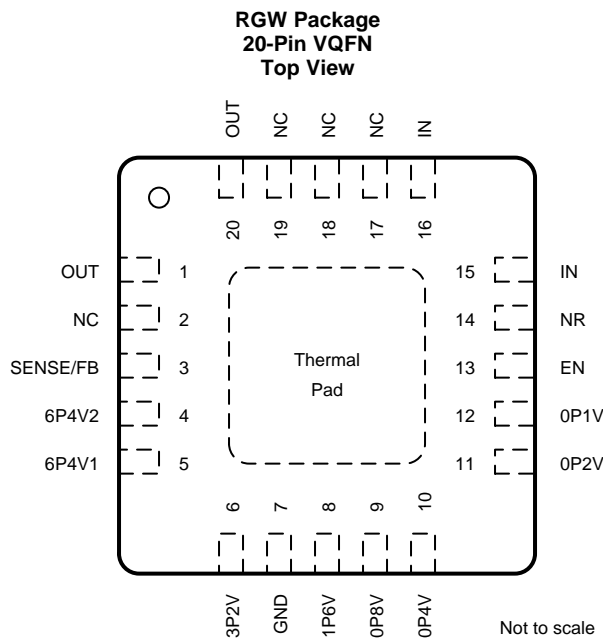 RGW Package
20-Pin VQFN
Top View
OUT
NC
NC
NC
IN
20
19
18
17
16
OUT 1
NC 2
SENSE/FB 3
6P4V2 4
6P4V1 5
15 IN
14 NR
13 EN
12 0P1V
11 0P2V
Thermal
Pad
6
7
8
9
10
3P2V
GND
1P6V
0P8V
0P4V
Not to scale